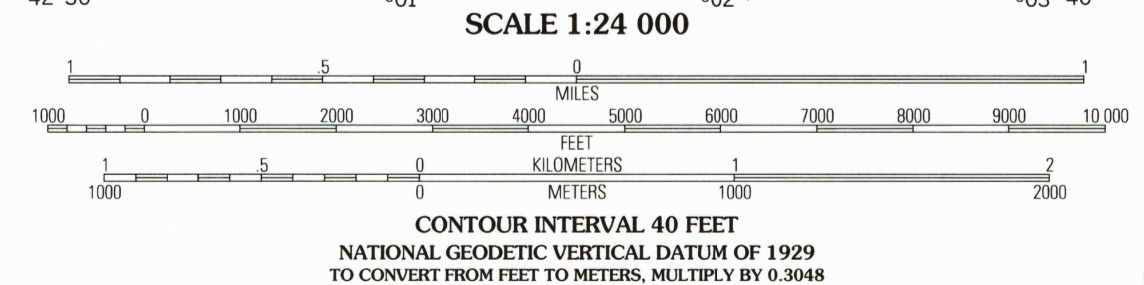 SCALE 1:24 000
1 .5 0 1
MILES
1000 0 1000 2000 3000 4000 5000 6000 7000 8000 9000 10 000
FEET
1 .5 0 KILOMETERS 1 2
1000 0 METERS 1000 2000
CONTOUR INTERVAL 40 FEET
NATIONAL GEODETIC VERTICAL DATUM OF 1929
TO CONVERT FROM FEET TO METERS, MULTIPLY BY 0.3048